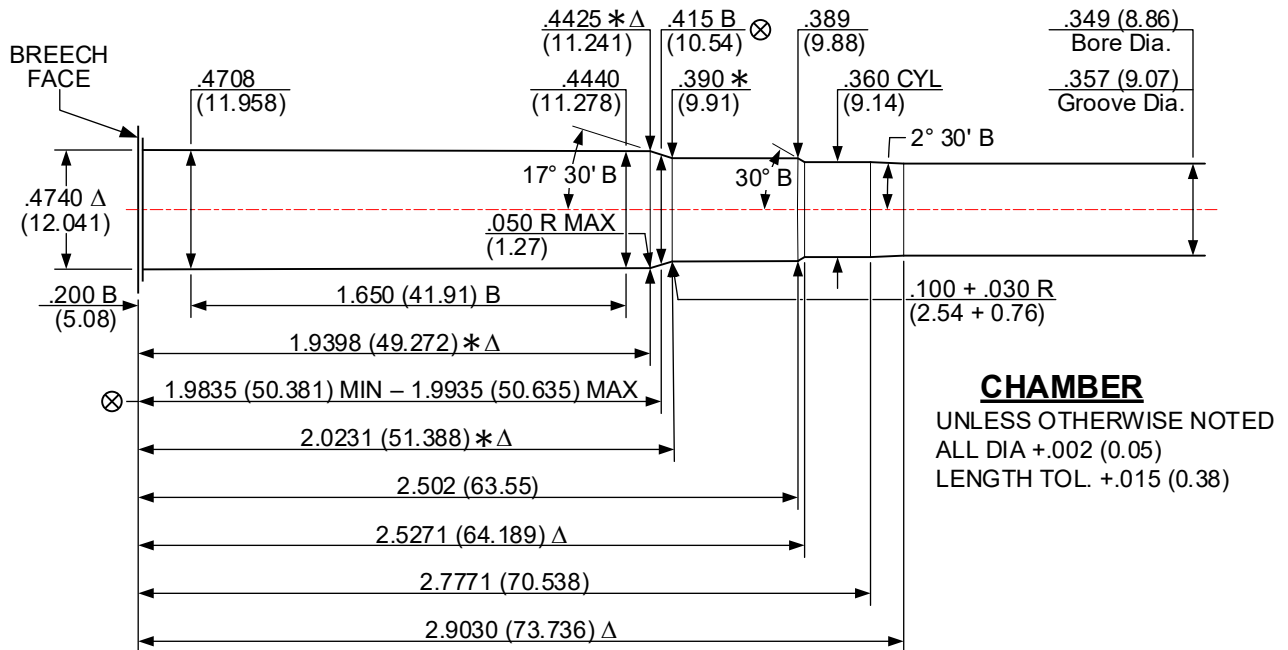 .4425 ∗ Δ
(11.241)
.415 B ⊗
(10.54)
.389
(9.88)
.349 (8.86)
Bore Dia.
BREECH
FACE
.4708
(11.958)
.4440
(11.278)
.390 ∗
(9.91)
.360 CYL
(9.14)
.357 (9.07)
Groove Dia.
2° 30' B
17° 30' B
30° B
.4740 Δ
(12.041)
.050 R MAX
(1.27)
.200 B
(5.08)
1.650 (41.91) B
.100 + .030 R
(2.54 + 0.76)
1.9398 (49.272) ∗ Δ
⊗ 1.9835 (50.381) MIN – 1.9935 (50.635) MAX
2.0231 (51.388) ∗ Δ
2.502 (63.55)
2.5271 (64.189) Δ
2.7771 (70.538)
2.9030 (73.736) Δ
CHAMBER
UNLESS OTHERWISE NOTED
ALL DIA +.002 (0.05)
LENGTH TOL. +.015 (0.38)